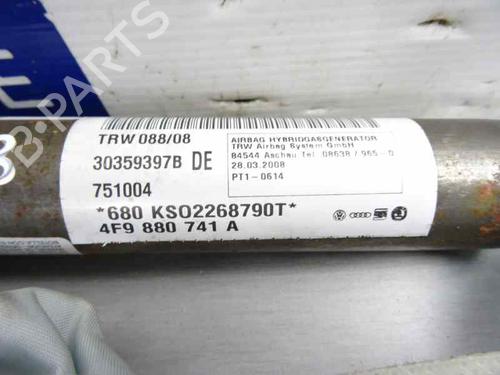 TRW 088/08
30359397B DE
751004
AIRBAG HYBRIDGASGENERATOR
TRW Airbag System GmbH
84544 Aschau Tel. 08638 / 965-0
28.03.2008
PT1-0614
*680 KS02268790T*
4F9 880 741 A
B-PARTS